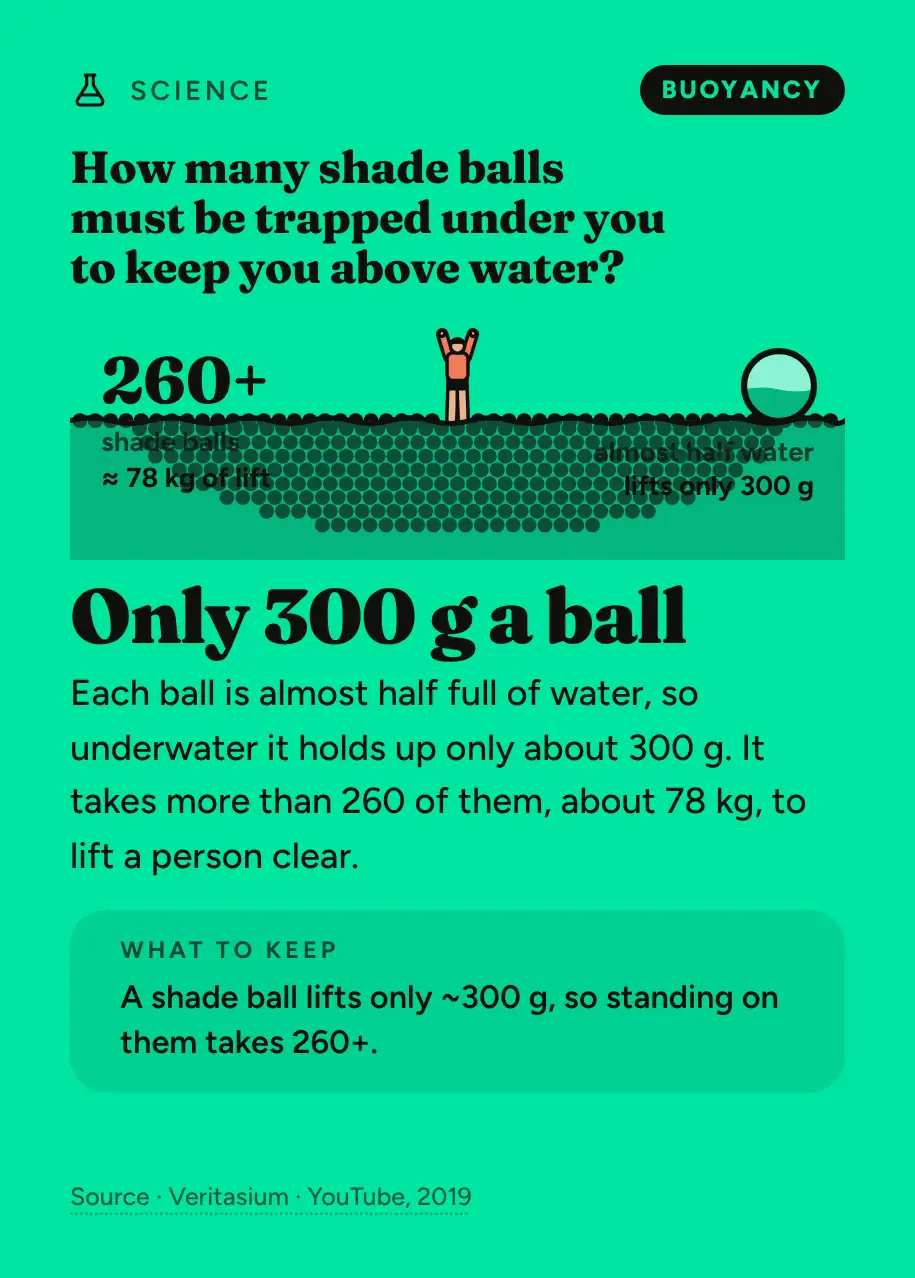 SCIENCE
BUOYANCY
How many shade balls
must be trapped under you
to keep you above water?
260+
shade balls
≈ 78 kg of lift
almost half water
lifts only 300 g
Only 300 g a ball
Each ball is almost half full of water, so
underwater it holds up only about 300 g. It
takes more than 260 of them, about 78 kg, to
lift a person clear.
WHAT TO KEEP
A shade ball lifts only ~300 g, so standing on
them takes 260+.
Source · Veritasium · YouTube, 2019